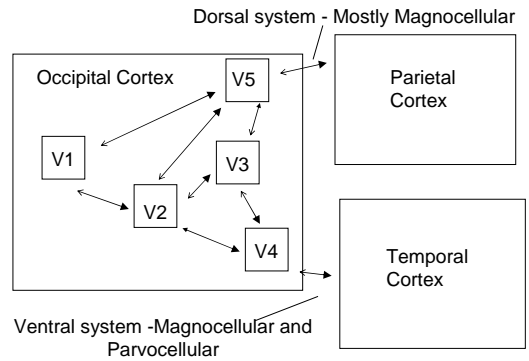 Dorsal system - Mostly Magnocellular
Occipital Cortex
V5
Parietal
Cortex
V1
V3
V2
V4
Temporal
Cortex
Ventral system -Magnocellular and
Parvocellular